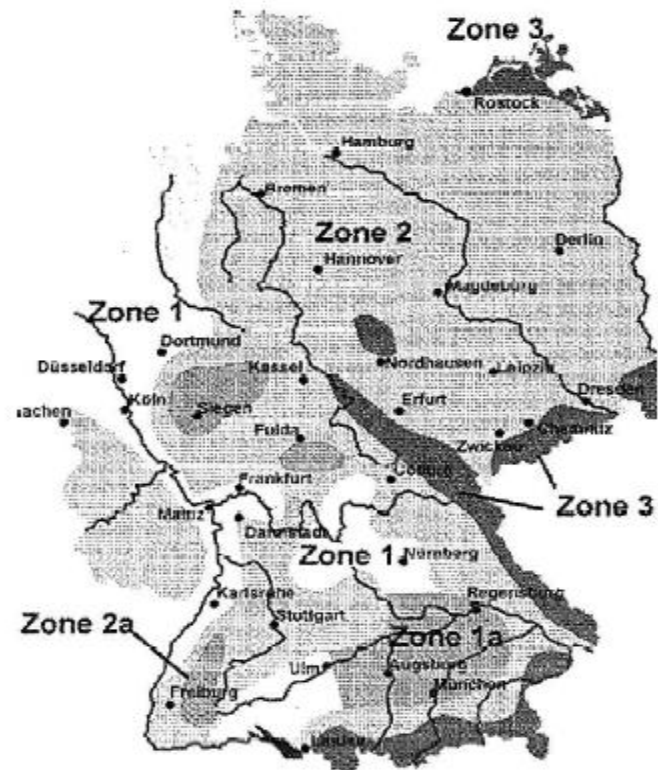 Zone 3
Rostock
Hamburg
Bremen
Zone 2
Berlin
Hannover
Magdeburg
Zone 1
Dortmund
Düsseldorf
Kassel
Nordhausen
Leipzig
Dresden
Köln
Siegen
Erfurt
achen
Chemnitz
Fulda
Zwickau
Frankfurt
Zone 3
Mainz
Darmstadt
Zone 1
Nürnberg
Karlsruhe
Regensburg
Stuttgart
Zone 2a
Zone 1a
Ulm
Augsburg
München
Freiburg